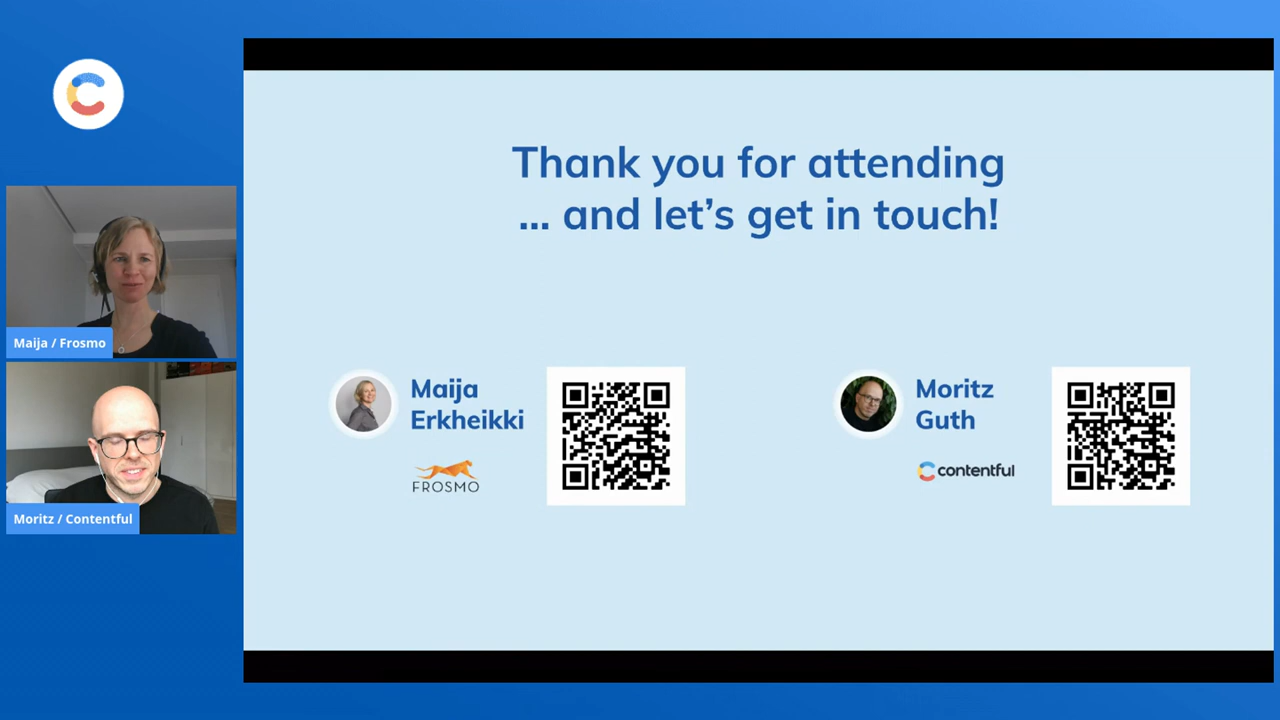 Thank you for attending
... and let's get in touch!
Maija / Frosmo
Maija
Erkheikki
FROSMO
Moritz
Guth
contentful
Moritz / Contentful